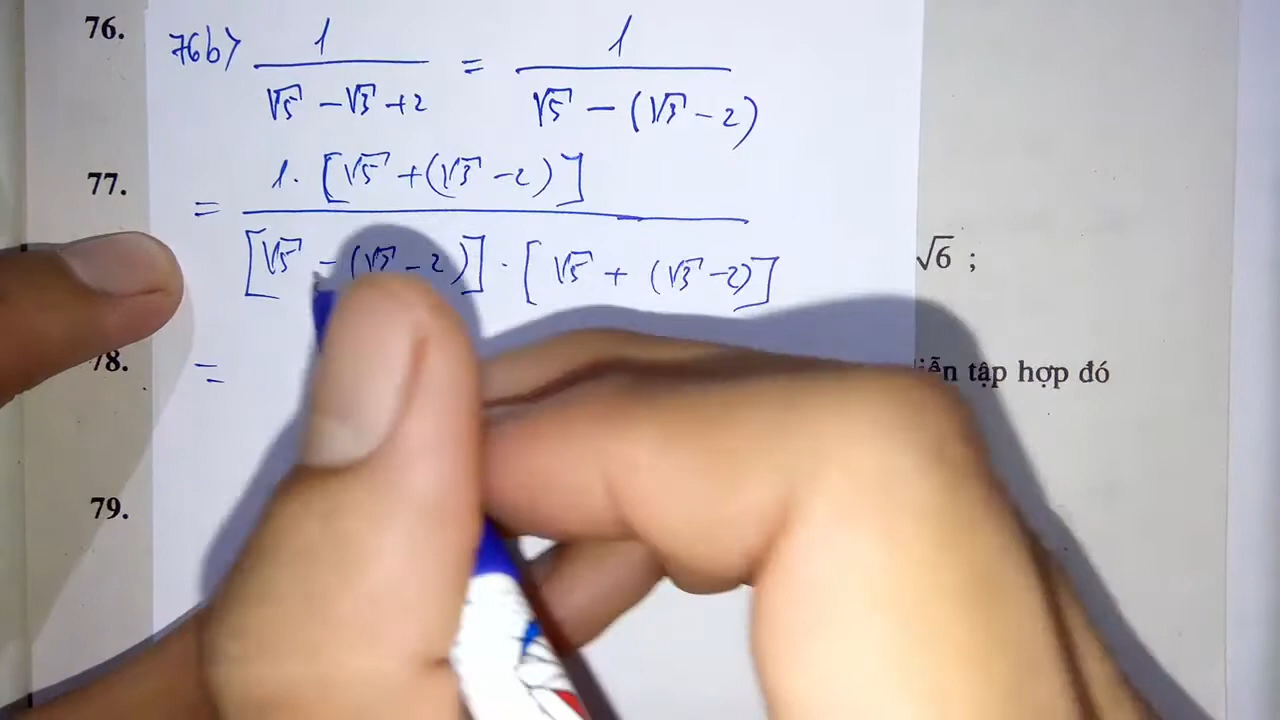 76.
76b> 1/(√5 - √3 + 2) = 1/(√5 - (√3 - 2))
77.
= 1·[√5 + (√3 - 2)]/([√5 - (√3 - 2)]·[√5 + (√3 - 2)])
√6 ;
78. =
tập hợp đó
79.